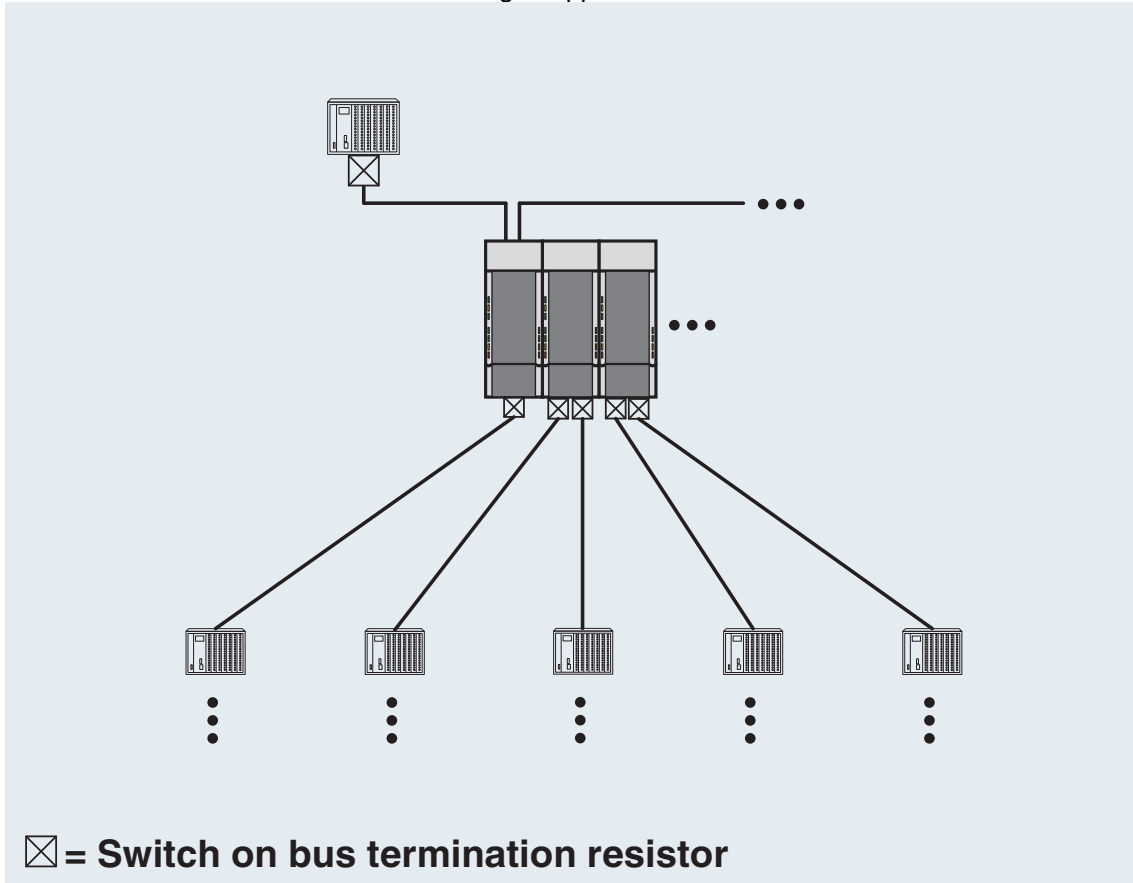 = Switch on bus termination resistor